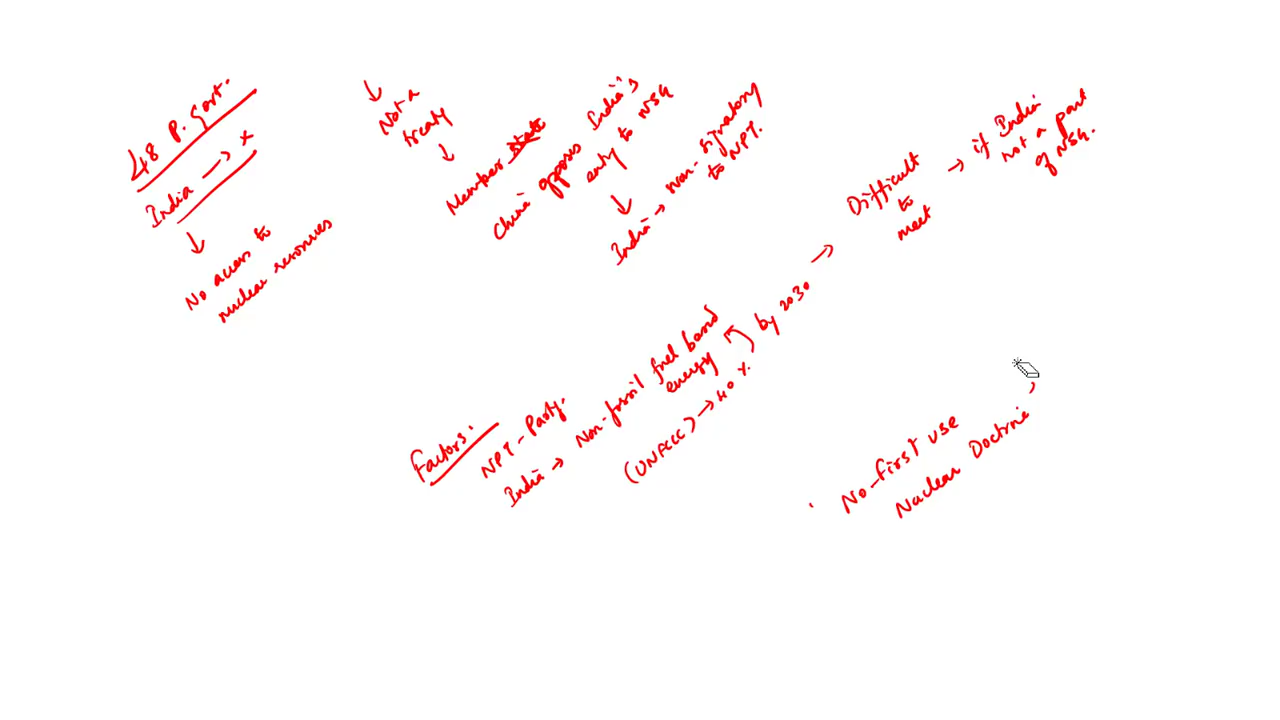 48 P. Govt.
India → x
↓
No access to
nuclear resources
↓
Not a
treaty
↓
Member State
China opposes India's
entry to NSG
↓
India → non-signatory
to NPT.
Factors.
NPT-Party.
India → Non-fossil fuel based
energy
(UNFCCC) → 40 %. by 2030 →
Difficult
to
meet
→ if India
not a part
of NSG.
No-first use
Nuclear Doctrine